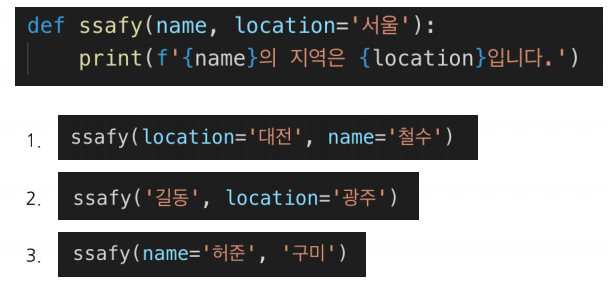 def ssafy(name, location='서울'):
    print(f'{name}의 지역은 {location}입니다.')
1. ssafy(location='대전', name='철수')
2. ssafy('길동', location='광주')
3. ssafy(name='허준', '구미')